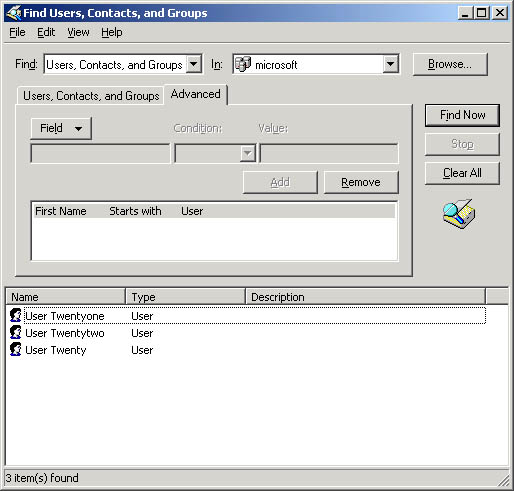 Find Users, Contacts, and Groups
File Edit View Help
Find: Users, Contacts, and Groups In: microsoft Browse...
Users, Contacts, and Groups Advanced
Field Condition: Value:
Find Now
Stop
Add Remove
Clear All
First Name Starts with User
Name Type Description
User Twentyone User
User Twentytwo User
User Twenty User
3 item(s) found